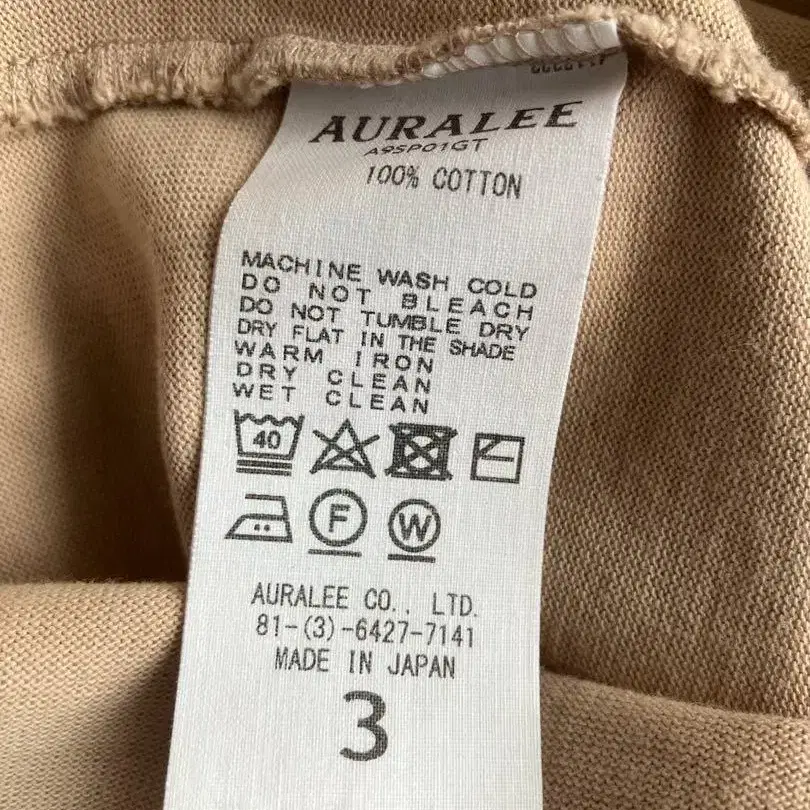 AURALEE
A9SP01GT
100% COTTON
MACHINE WASH COLD
DO NOT BLEACH
DO NOT TUMBLE DRY
DRY FLAT IN THE SHADE
WARM IRON
DRY CLEAN
WET CLEAN
40
F W
AURALEE CO., LTD.
81-(3)-6427-7141
MADE IN JAPAN
3